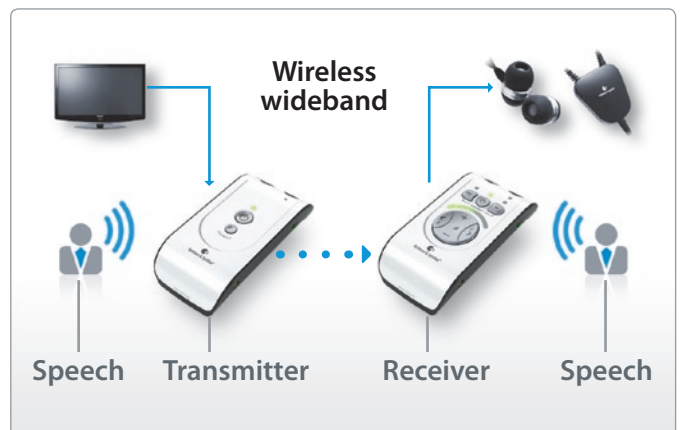 Wireless
wideband
Speech
Transmitter
Receiver
Speech